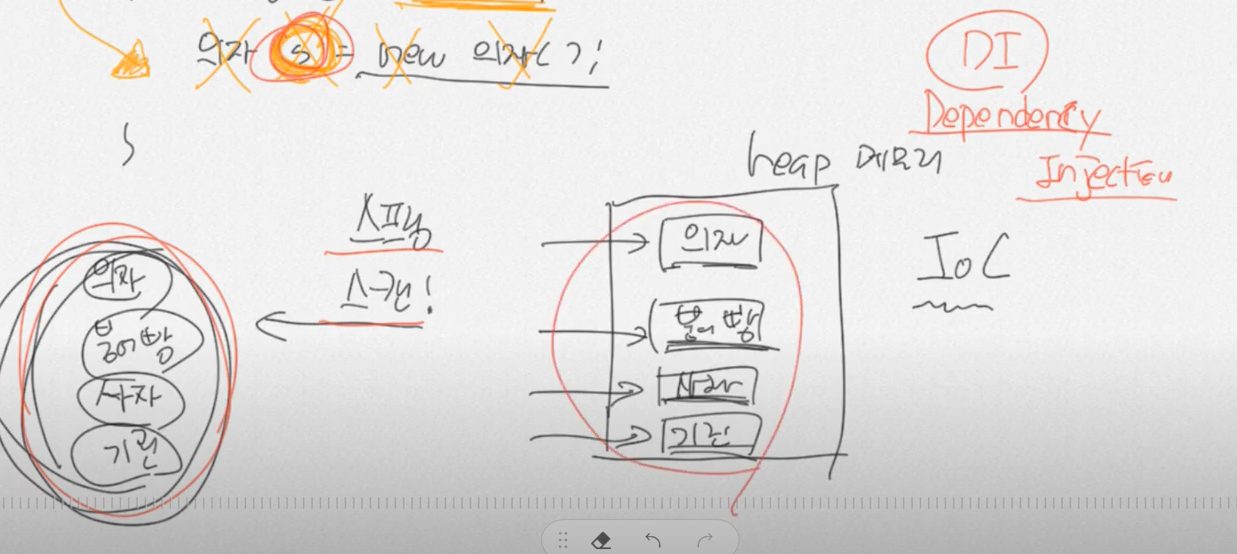 의자 s = new 의자( );
DI
Dependency
Injection
heap 메모리
IoC
스프링
스캔!
의자
붕어빵
사자
기린
의자
붕어빵
사자
기린